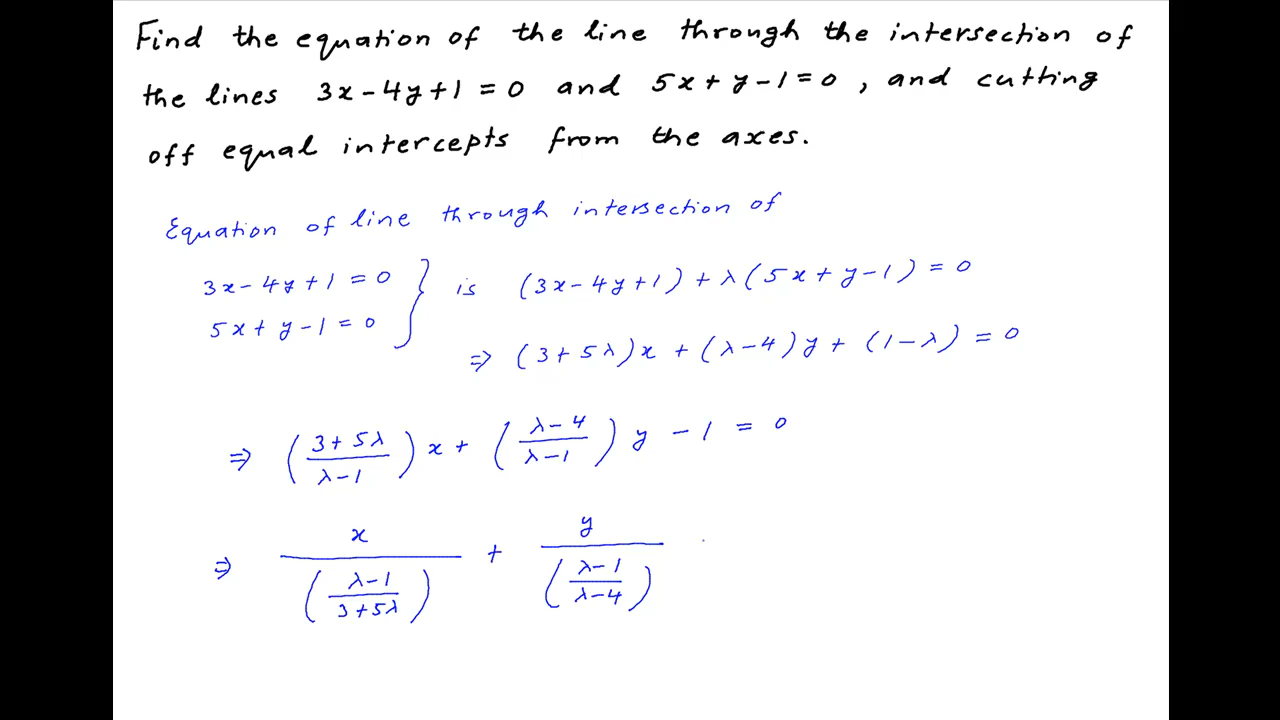 Find the equation of the line through the intersection of
the lines 3x-4y+1=0 and 5x+y-1=0, and cutting
off equal intercepts from the axes.
Equation of line through intersection of
3x-4y+1=0
5x+y-1=0 } is (3x-4y+1)+λ(5x+y-1)=0
⇒ (3+5λ)x + (λ-4)y + (1-λ) = 0
⇒ ((3+5λ)/(λ-1))x + ((λ-4)/(λ-1))y - 1 = 0
⇒ x/((λ-1)/(3+5λ)) + y/((λ-1)/(λ-4))